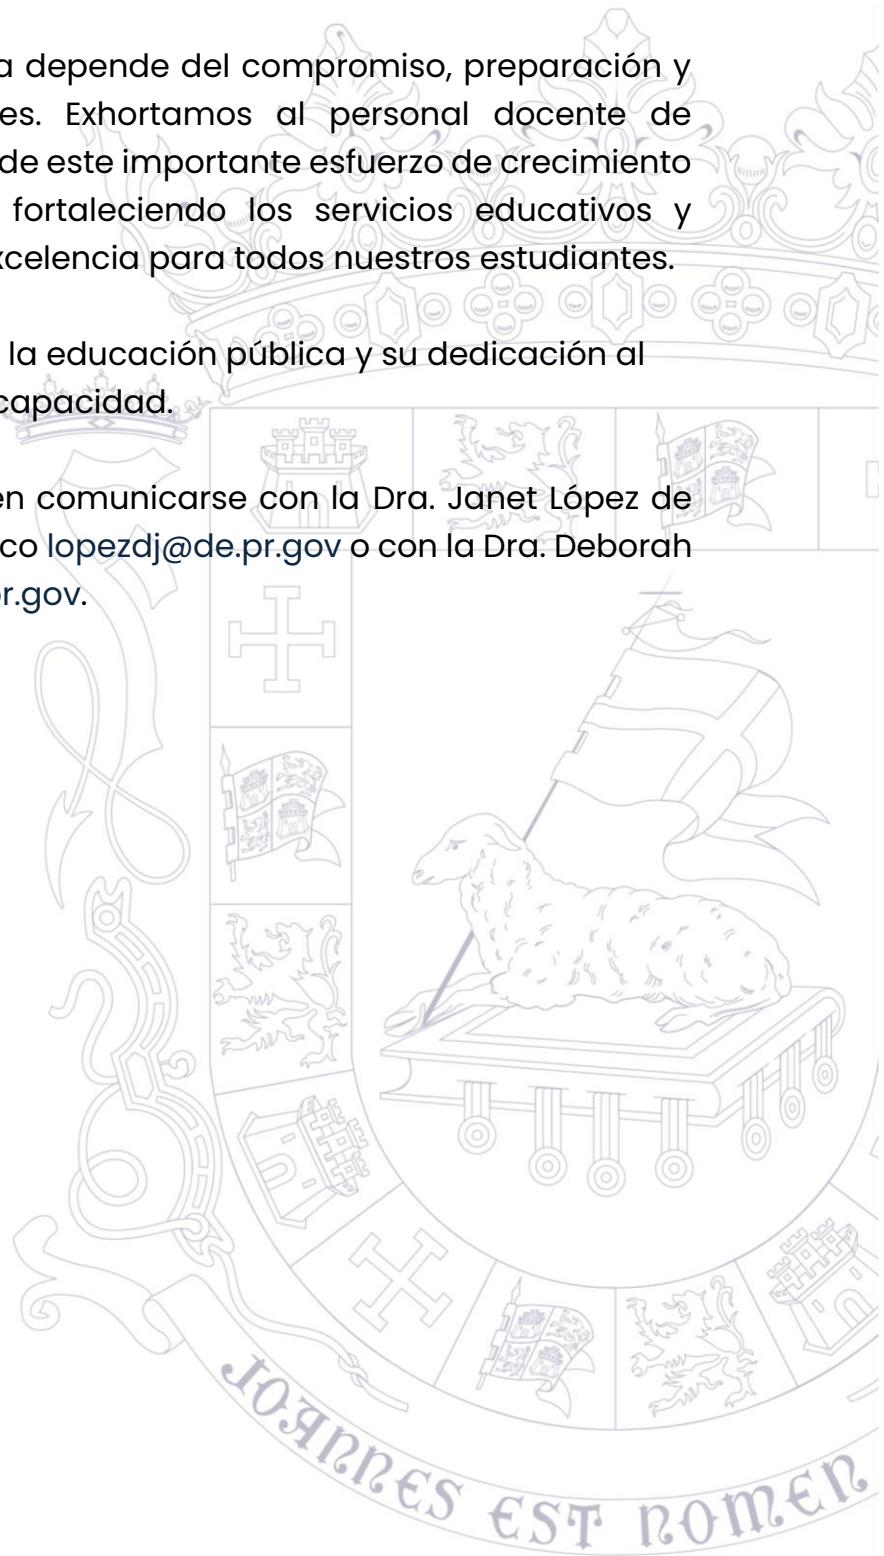 a depende del compromiso, preparación y
es. Exhortamos al personal docente de
de este importante esfuerzo de crecimiento
fortaleciendo los servicios educativos y
xcelencia para todos nuestros estudiantes.
la educación pública y su dedicación al
capacidad.
en comunicarse con la Dra. Janet López de
co lopezdj@de.pr.gov o con la Dra. Deborah
r.gov.
JOANNES EST NOMEN